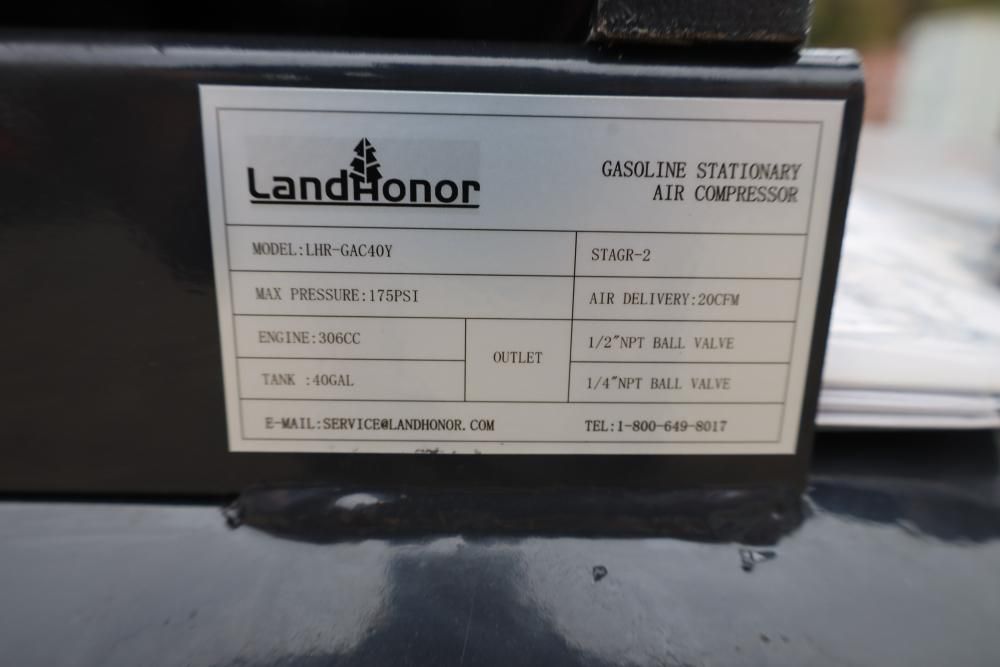 LandHonor
GASOLINE STATIONARY
AIR COMPRESSOR
MODEL:LHR-GAC40Y
STAGR-2
MAX PRESSURE:175PSI
AIR DELIVERY:20CFM
ENGINE:306CC
OUTLET
1/2"NPT BALL VALVE
TANK :40GAL
1/4"NPT BALL VALVE
E-MAIL:SERVICE@LANDHONOR.COM
TEL:1-800-649-8017